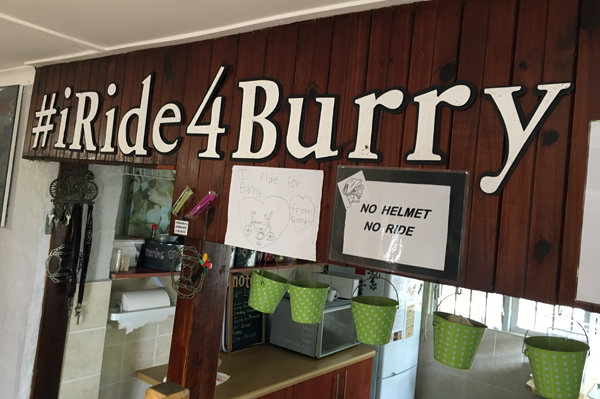 #iRide4Burry
I ride for
Burry
NO HELMET
NO RIDE